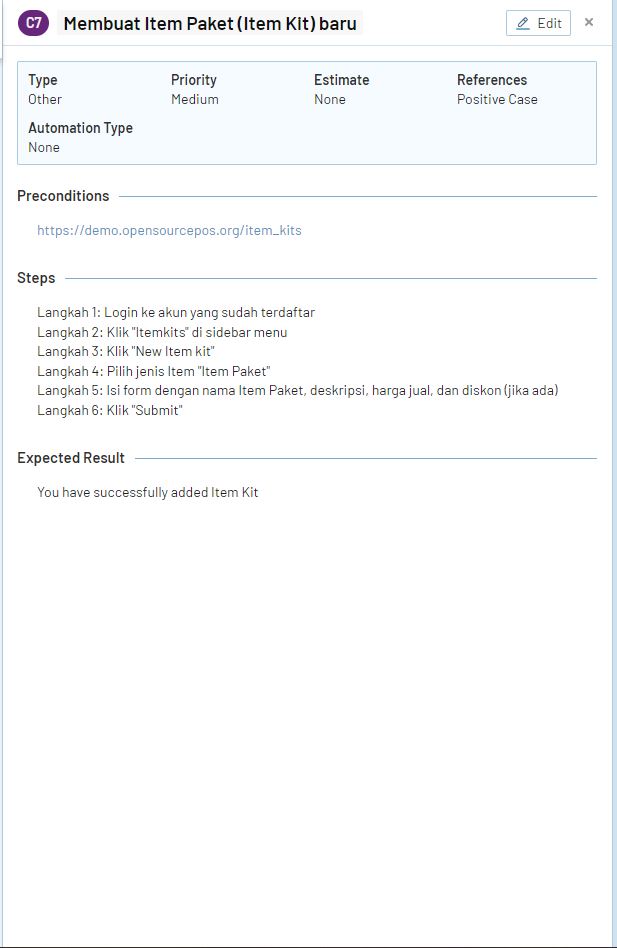 C7 Membuat Item Paket (Item Kit) baru
Edit ×
Type Priority Estimate References
Other Medium None Positive Case
Automation Type
None
Preconditions
https://demo.opensourcepos.org/item_kits
Steps
Langkah 1: Login ke akun yang sudah terdaftar
Langkah 2: Klik "Itemkits" di sidebar menu
Langkah 3: Klik "New Item kit"
Langkah 4: Pilih jenis Item "Item Paket"
Langkah 5: Isi form dengan nama Item Paket, deskripsi, harga jual, dan diskon (jika ada)
Langkah 6: Klik "Submit"
Expected Result
You have successfully added Item Kit